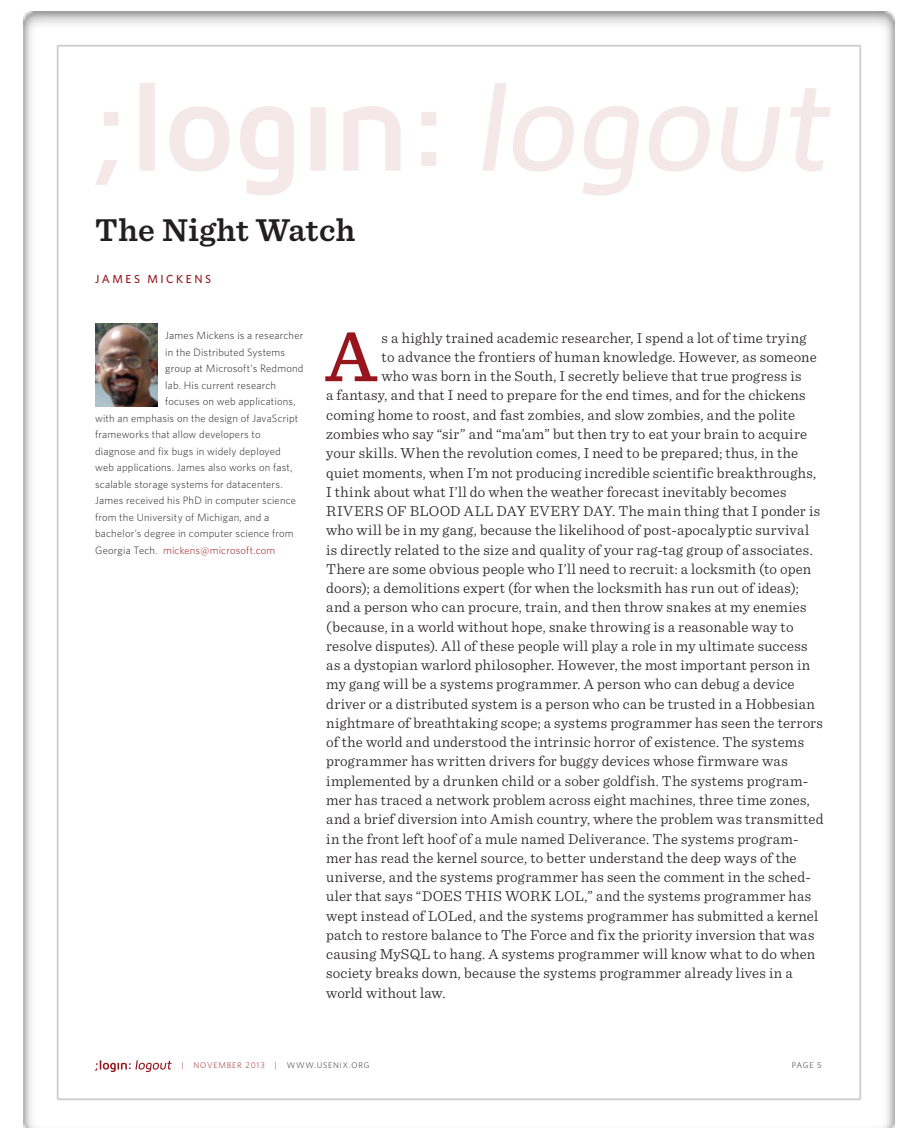 ;login: logout
The Night Watch
JAMES MICKENS
James Mickens is a researcher
in the Distributed Systems
group at Microsoft's Redmond
lab. His current research
focuses on web applications,
with an emphasis on the design of JavaScript
frameworks that allow developers to
diagnose and fix bugs in widely deployed
web applications. James also works on fast,
scalable storage systems for datacenters.
James received his PhD in computer science
from the University of Michigan, and a
bachelor's degree in computer science from
Georgia Tech. mickens@microsoft.com
As a highly trained academic researcher, I spend a lot of time trying
to advance the frontiers of human knowledge. However, as someone
who was born in the South, I secretly believe that true progress is
a fantasy, and that I need to prepare for the end times, and for the chickens
coming home to roost, and fast zombies, and slow zombies, and the polite
zombies who say “sir” and “ma’am” but then try to eat your brain to acquire
your skills. When the revolution comes, I need to be prepared; thus, in the
quiet moments, when I’m not producing incredible scientific breakthroughs,
I think about what I’ll do when the weather forecast inevitably becomes
RIVERS OF BLOOD ALL DAY EVERY DAY. The main thing that I ponder is
who will be in my gang, because the likelihood of post-apocalyptic survival
is directly related to the size and quality of your rag-tag group of associates.
There are some obvious people who I’ll need to recruit: a locksmith (to open
doors); a demolitions expert (for when the locksmith has run out of ideas);
and a person who can procure, train, and then throw snakes at my enemies
(because, in a world without hope, snake throwing is a reasonable way to
resolve disputes). All of these people will play a role in my ultimate success
as a dystopian warlord philosopher. However, the most important person in
my gang will be a systems programmer. A person who can debug a device
driver or a distributed system is a person who can be trusted in a Hobbesian
nightmare of breathtaking scope; a systems programmer has seen the terrors
of the world and understood the intrinsic horror of existence. The systems
programmer has written drivers for buggy devices whose firmware was
implemented by a drunken child or a sober goldfish. The systems program-
mer has traced a network problem across eight machines, three time zones,
and a brief diversion into Amish country, where the problem was transmitted
in the front left hoof of a mule named Deliverance. The systems program-
mer has read the kernel source, to better understand the deep ways of the
universe, and the systems programmer has seen the comment in the sched-
uler that says “DOES THIS WORK LOL,” and the systems programmer has
wept instead of LOLed, and the systems programmer has submitted a kernel
patch to restore balance to The Force and fix the priority inversion that was
causing MySQL to hang. A systems programmer will know what to do when
society breaks down, because the systems programmer already lives in a
world without law.
;login: logout | NOVEMBER 2013 | WWW.USENIX.ORG PAGE 5